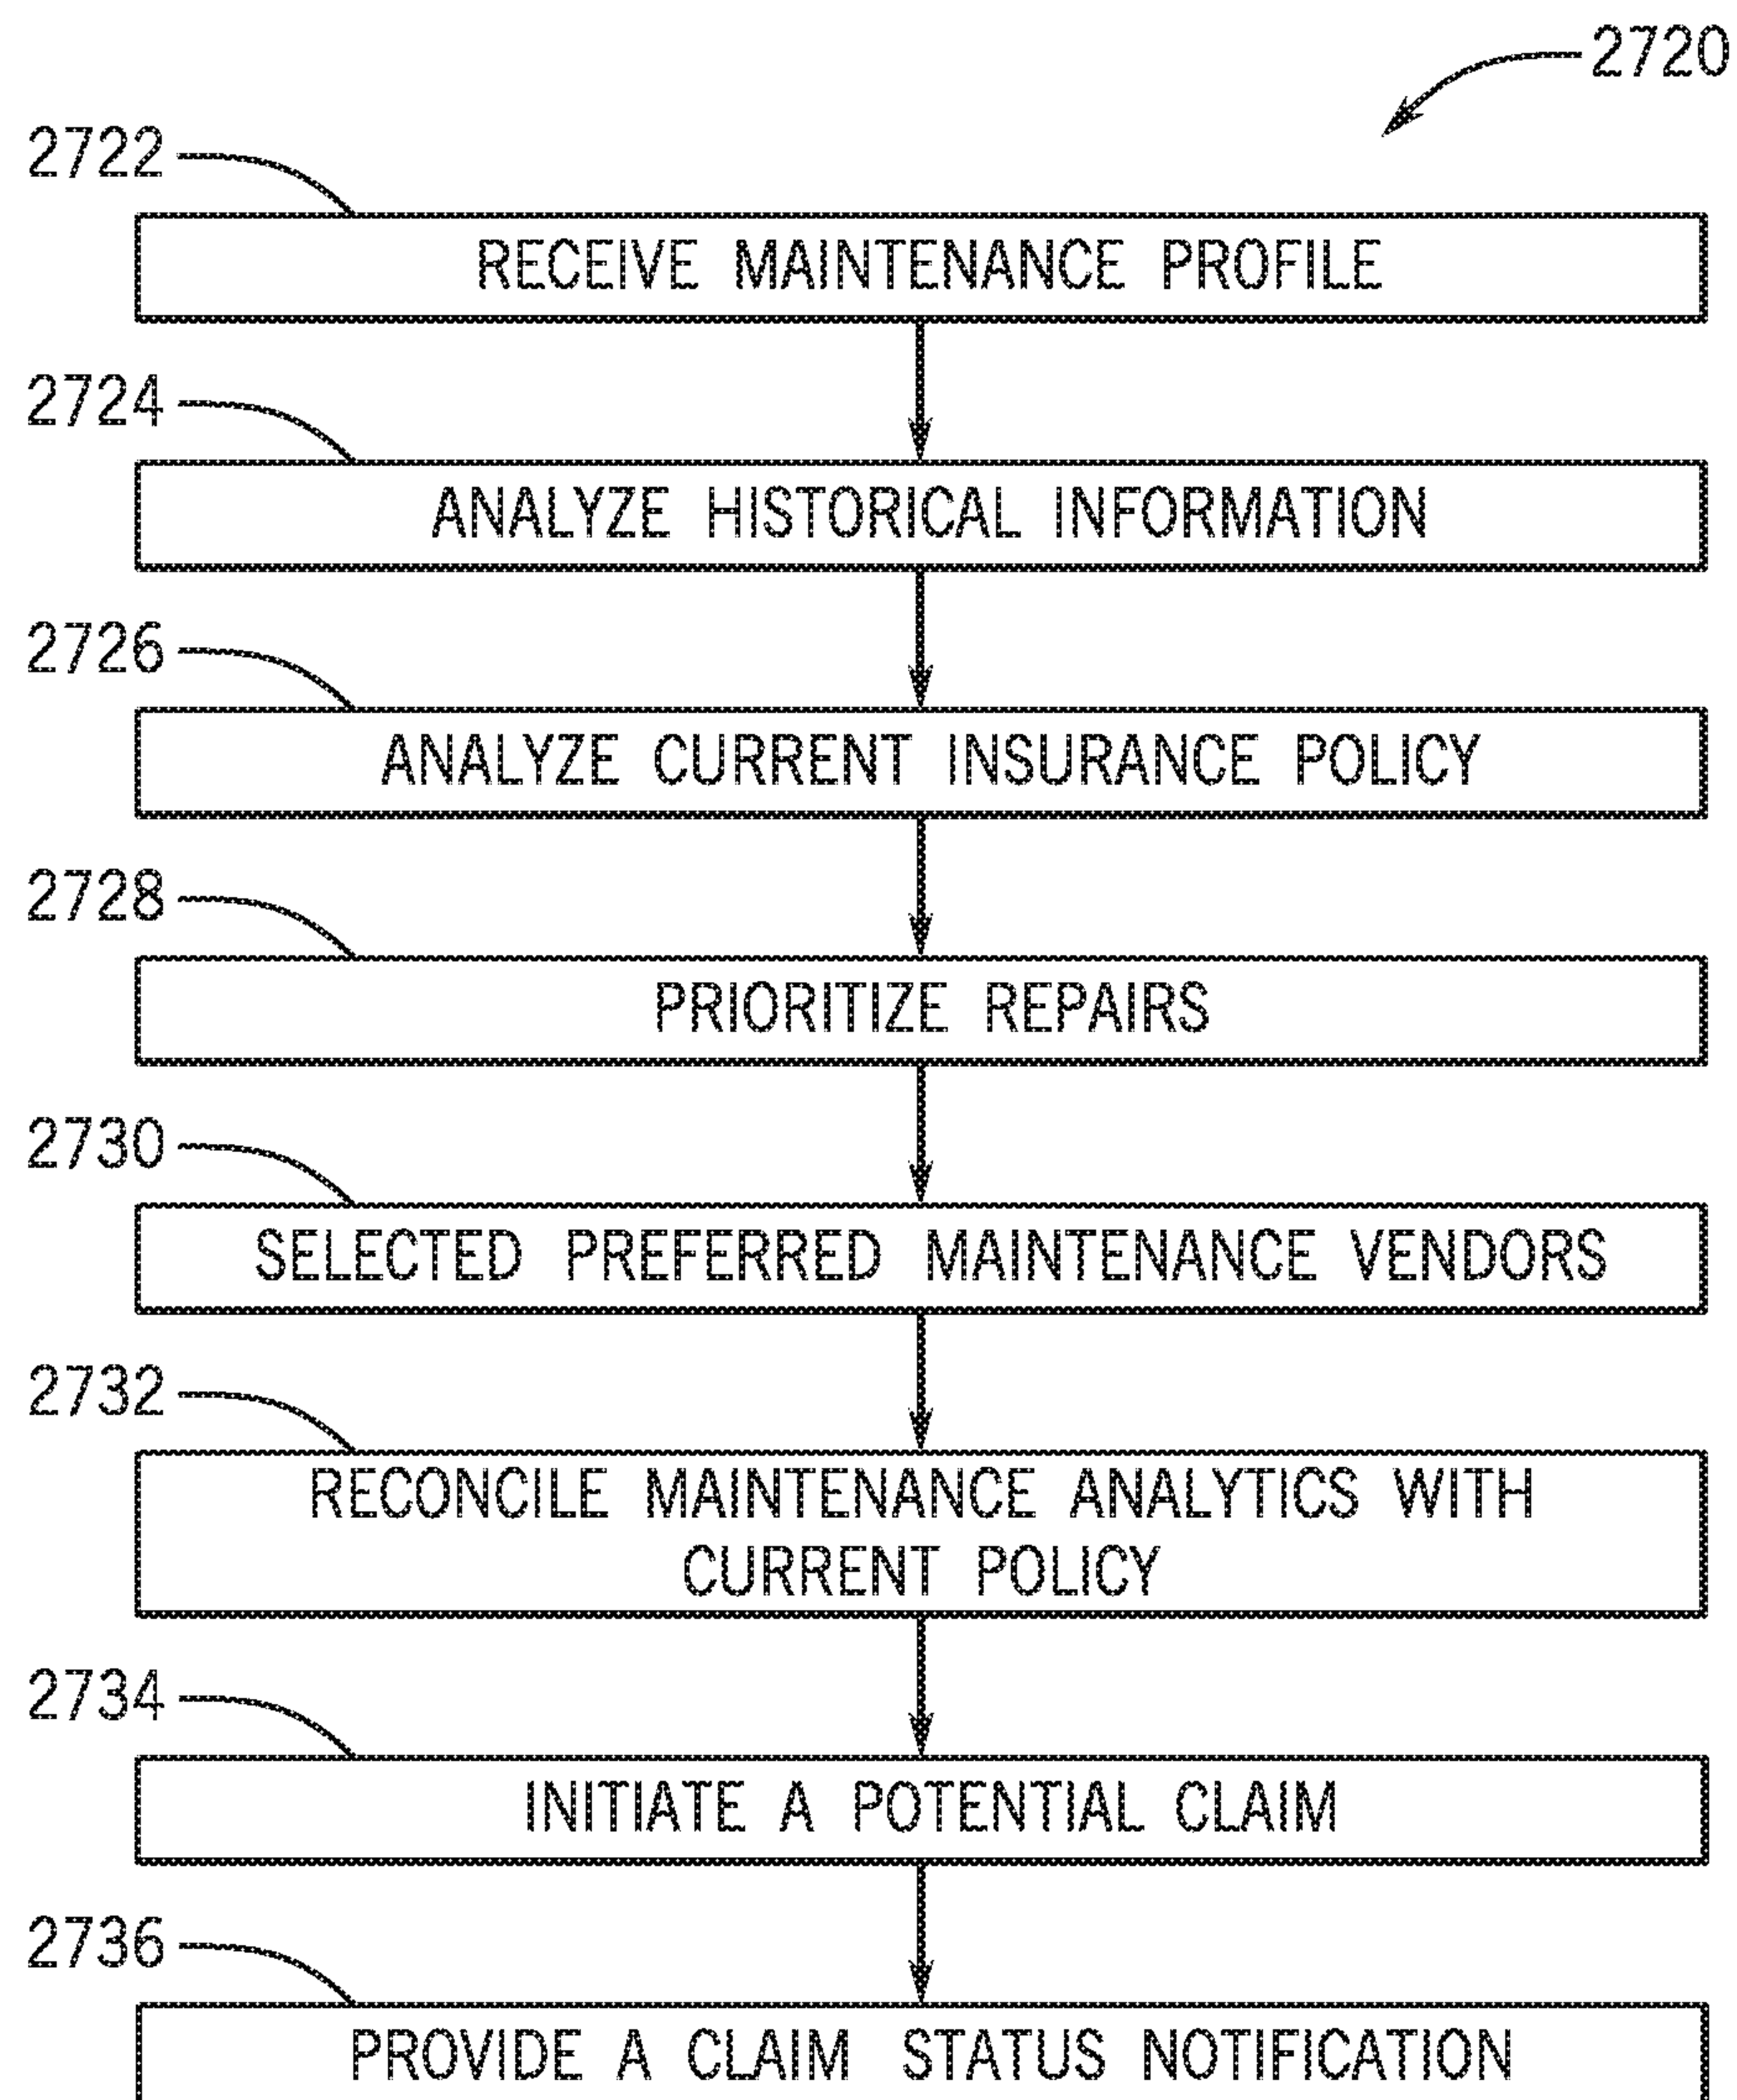 2720
2722
RECEIVE MAINTENANCE PROFILE
2724
ANALYZE HISTORICAL INFORMATION
2726
ANALYZE CURRENT INSURANCE POLICY
2728
PRIORITIZE REPAIRS
2730
SELECTED PREFERRED MAINTENANCE VENDORS
2732
RECONCILE MAINTENANCE ANALYTICS WITH
CURRENT POLICY
2734
INITIATE A POTENTIAL CLAIM
2736
PROVIDE A CLAIM STATUS NOTIFICATION